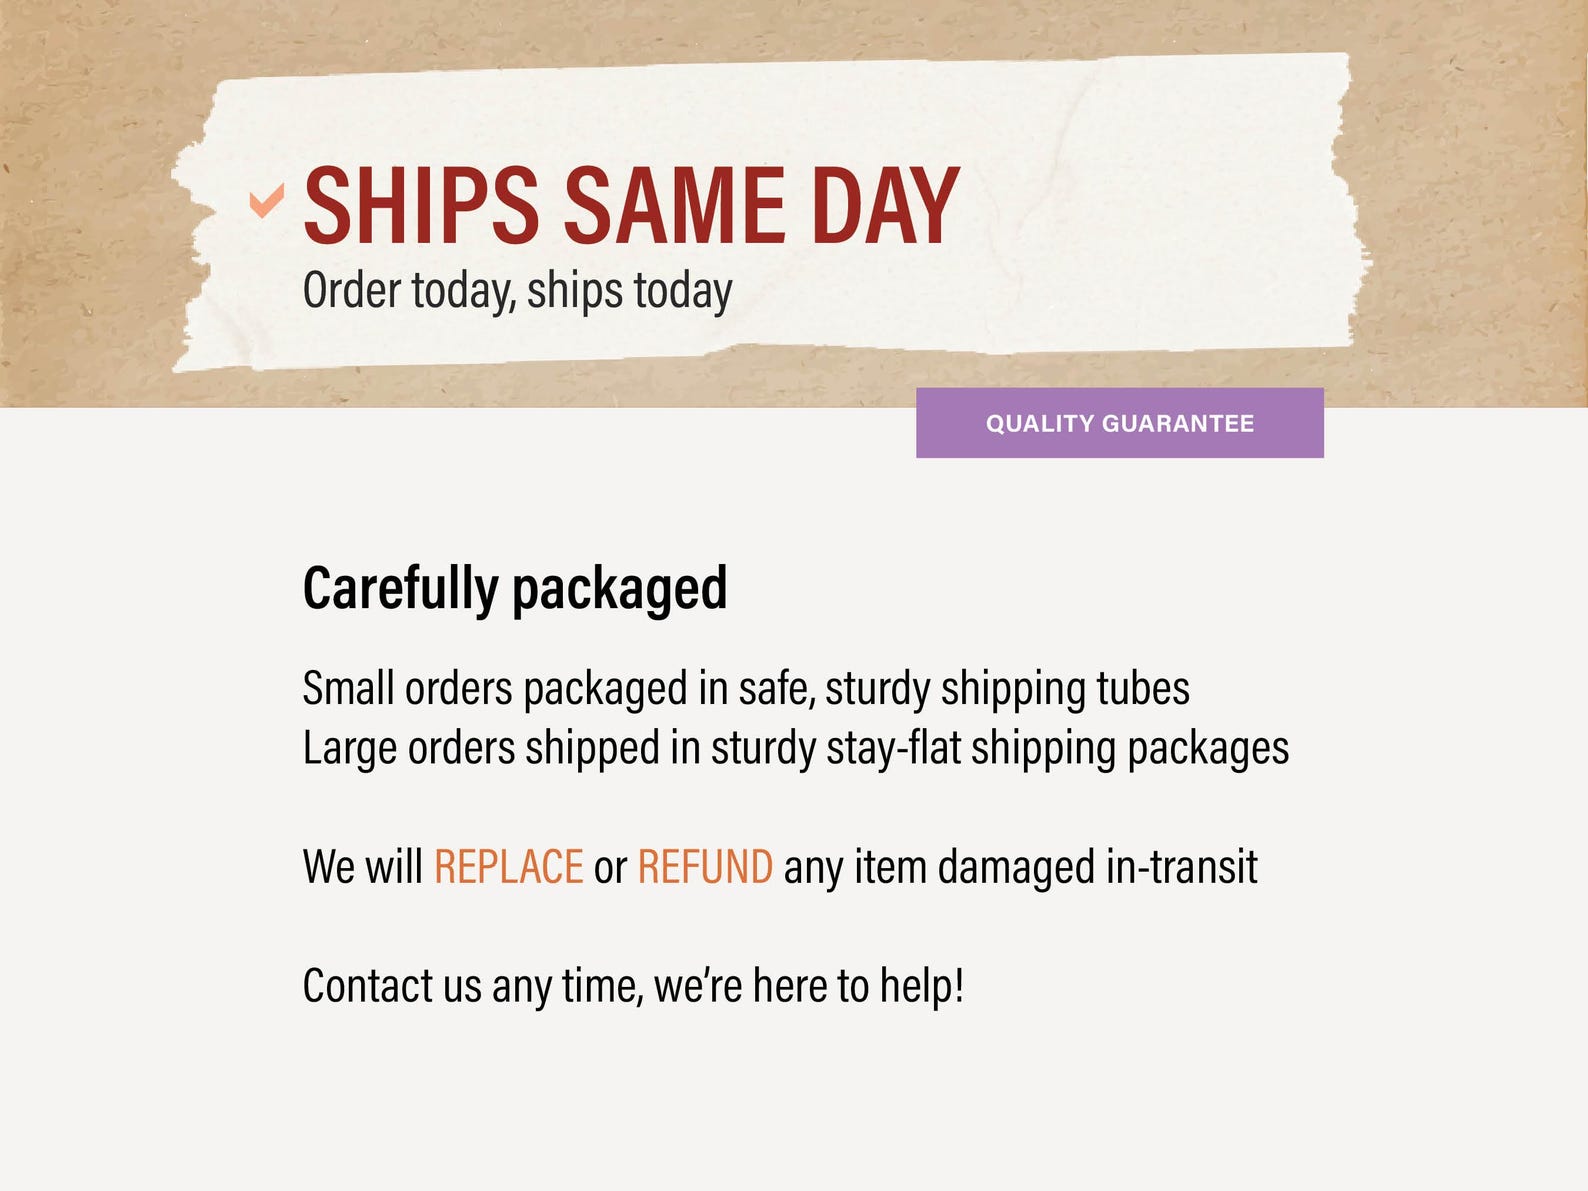 SHIPS SAME DAY
Order today, ships today
QUALITY GUARANTEE
Carefully packaged
Small orders packaged in safe, sturdy shipping tubes
Large orders shipped in sturdy stay-flat shipping packages
We will REPLACE or REFUND any item damaged in-transit
Contact us any time, we’re here to help!